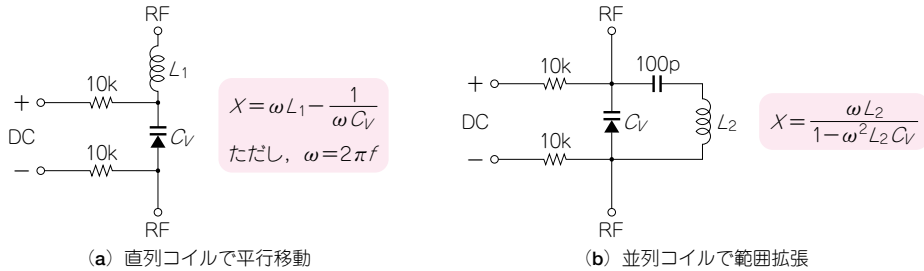 RF
L₁
10k
+
DC
Cᵥ
10k
−
RF
X=ωL₁−1/ωCᵥ
ただし，ω=2πf
(a) 直列コイルで平行移動
RF
100p
10k
+
DC
Cᵥ
L₂
10k
−
RF
X=ωL₂/1−ω²L₂Cᵥ
(b) 並列コイルで範囲拡張